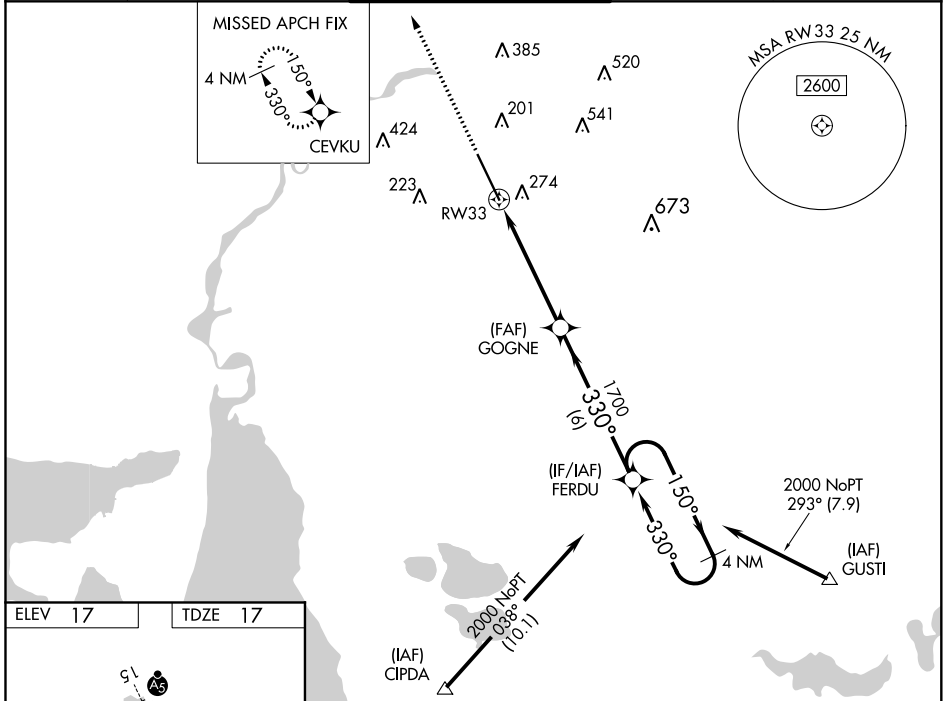 MISSED APCH FIX
4 NM
150°
330°
CEVKU
385
520
201
541
424
223
274
RW33
673
MSA RW33 25 NM
2600
(FAF)
GOGNE
1700
330°
(6)
(IF/IAF)
FERDU
150°
330°
4 NM
2000 NoPT
293° (7.9)
(IAF)
GUSTI
2000 NoPT
038°
(10.1)
(IAF)
CIPDA
ELEV 17
TDZE 17
15
A5